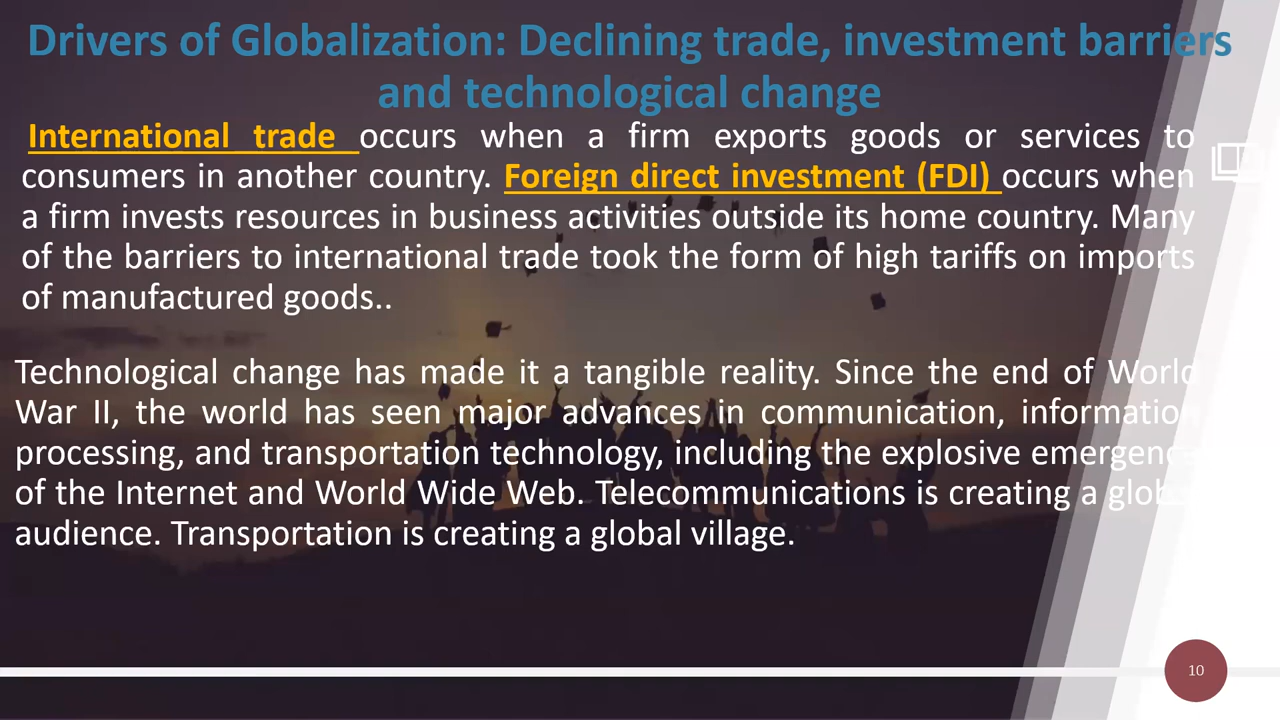 Drivers of Globalization: Declining trade, investment barriers
and technological change
International trade occurs when a firm exports goods or services to
consumers in another country. Foreign direct investment (FDI) occurs when
a firm invests resources in business activities outside its home country. Many
of the barriers to international trade took the form of high tariffs on imports
of manufactured goods..
Technological change has made it a tangible reality. Since the end of World
War II, the world has seen major advances in communication, information
processing, and transportation technology, including the explosive emergence
of the Internet and World Wide Web. Telecommunications is creating a global
audience. Transportation is creating a global village.
10